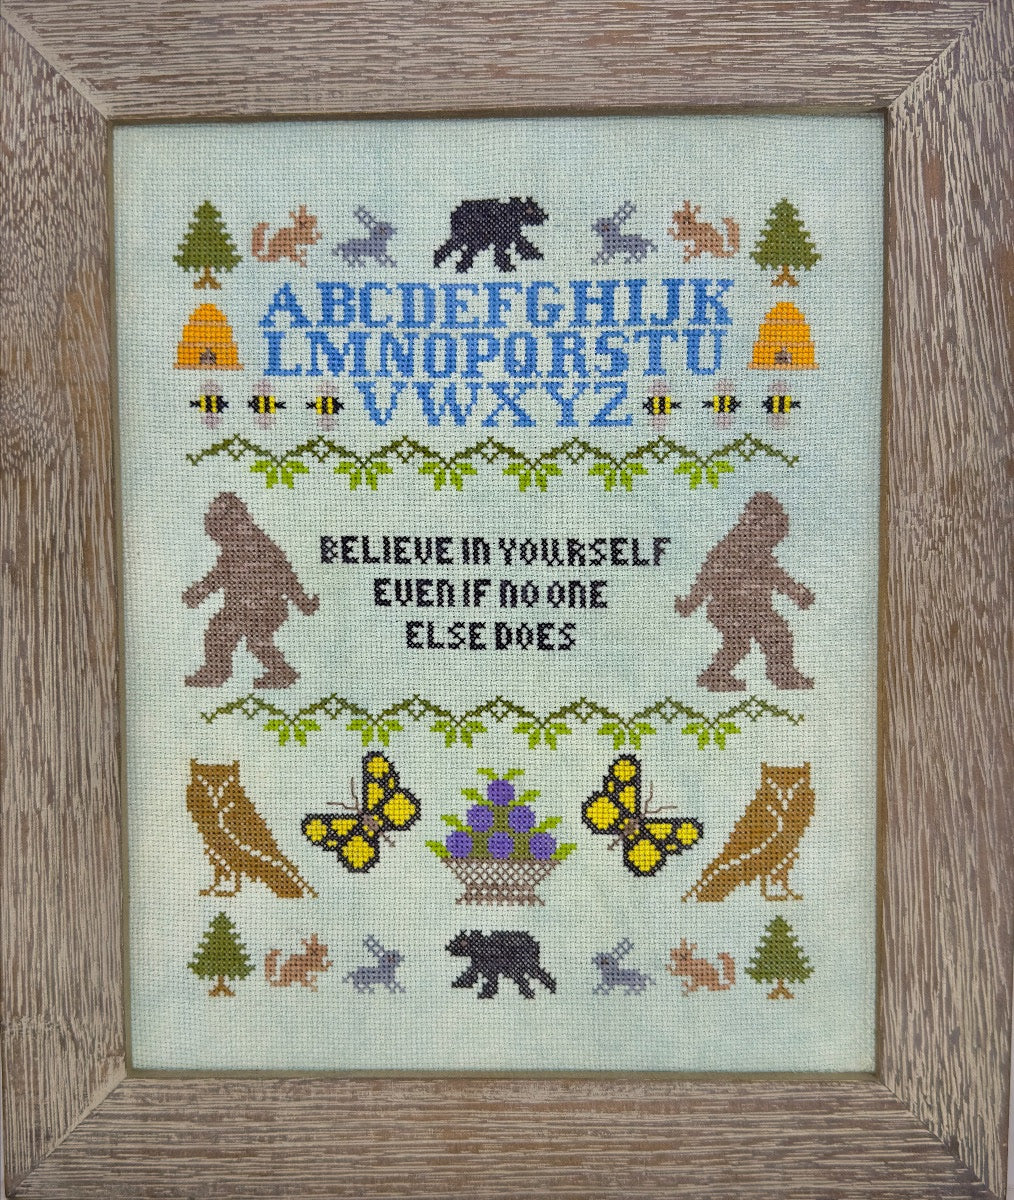 ABCDEFGHIJK
LMNOPQRSTU
VWXYZ
BELIEVE IN YOURSELF
EVEN IF NO ONE
ELSE DOES